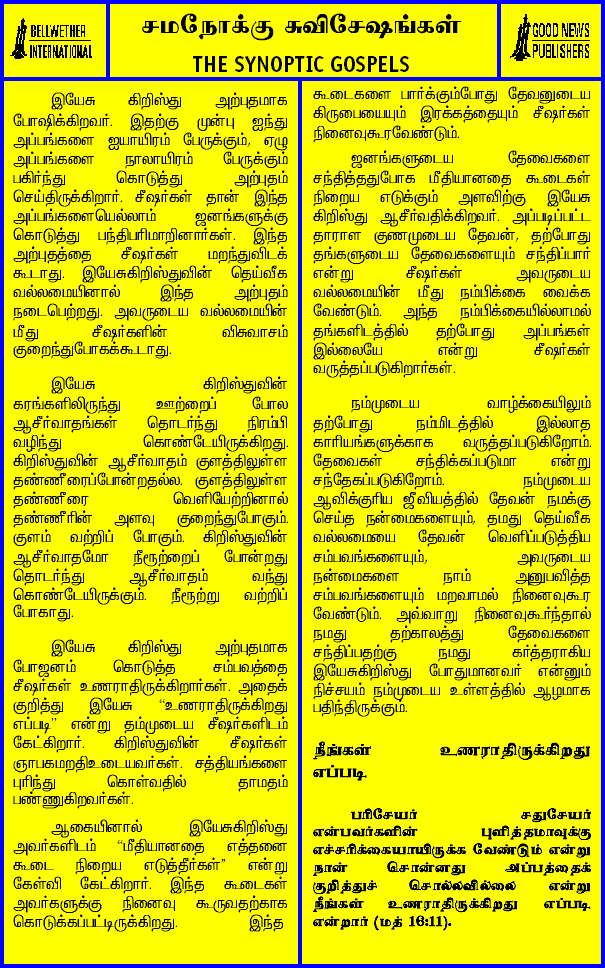 BELLWETHER
INTERNATIONAL
சமநோக்கு சுவிசேஷங்கள்
THE SYNOPTIC GOSPELS
GOOD NEWS
PUBLISHERS
இயேசு கிறிஸ்து அற்புதமாக
போஷிக்கிறவர். இதற்கு முன்பு ஐந்து
அப்பங்களை ஐயாயிரம் பேருக்கும், ஏழு
அப்பங்களை நாலாயிரம் பேருக்கும்
பகிர்ந்து கொடுத்து அற்புதம்
செய்திருக்கிறார். சீஷர்கள் தான் இந்த
அப்பங்களையெல்லாம் ஜனங்களுக்கு
கொடுத்து பந்திபரிமாறினார்கள். இந்த
அற்புதத்தை சீஷர்கள் மறந்துவிடக்
கூடாது. இயேசுகிறிஸ்துவின் தெய்வீக
வல்லமையினால் இந்த அற்புதம்
நடைபெற்றது. அவருடைய வல்லமையின்
மீது சீஷர்களின் விசுவாசம்
குறைந்துபோகக்கூடாது.
இயேசு கிறிஸ்துவின்
கரங்களிலிருந்து ஊற்றைப் போல
ஆசீர்வாதங்கள் தொடர்ந்து நிரம்பி
வழிந்து கொண்டேயிருக்கிறது.
கிறிஸ்துவின் ஆசீர்வாதம் குளத்திலுள்ள
தண்ணீரைப்போன்றதல்ல. குளத்திலுள்ள
தண்ணீரை வெளியேற்றினால்
தண்ணீரின் அளவு குறைந்துபோகும்.
குளம் வற்றிப் போகும். கிறிஸ்துவின்
ஆசீர்வாதமோ நீரூற்றைப் போன்றது
தொடர்ந்து ஆசீர்வாதம் வந்து
கொண்டேயிருக்கும். நீரூற்று வற்றிப்
போகாது.
இயேசு கிறிஸ்து அற்புதமாக
போஜனம் கொடுத்த சம்பவத்தை
சீஷர்கள் உணராதிருக்கிறார்கள். அதைக்
குறித்து இயேசு “உணராதிருக்கிறது
எப்படி” என்று தம்முடைய சீஷர்களிடம்
கேட்கிறார். கிறிஸ்துவின் சீஷர்கள்
ஞாபகமறதிஉடையவர்கள். சத்தியங்களை
புரிந்து கொள்வதில் தாமதம்
பண்ணுகிறவர்கள்.
ஆகையினால் இயேசுகிறிஸ்து
அவர்களிடம் “மீதியானதை எத்தனை
கூடை நிறைய எடுத்தீர்கள்” என்று
கேள்வி கேட்கிறார். இந்த கூடைகள்
அவர்களுக்கு நினைவு கூருவதற்காக
கொடுக்கப்பட்டிருக்கிறது. இந்த
கூடைகளை பார்க்கும்போது தேவனுடைய
கிருபையையும் இரக்கத்தையும் சீஷர்கள்
நினைவுகூரவேண்டும்.
ஜனங்களுடைய தேவைகளை
சந்தித்ததுபோக மீதியானதை கூடைகள்
நிறைய எடுக்கும் அளவிற்கு இயேசு
கிறிஸ்து ஆசீர்வதிக்கிறவர். அப்படிப்பட்ட
தாராள குணமுடைய தேவன், தற்போது
தங்களுடைய தேவைகளையும் சந்திப்பார்
என்று சீஷர்கள் அவருடைய
வல்லமையின் மீது நம்பிக்கை வைக்க
வேண்டும். அந்த நம்பிக்கையில்லாமல்
தங்களிடத்தில் தற்போது அப்பங்கள்
இல்லையே என்று சீஷர்கள்
வருத்தப்படுகிறார்கள்.
நம்முடைய வாழ்க்கையிலும்
தற்போது நம்மிடத்தில் இல்லாத
காரியங்களுக்காக வருத்தப்படுகிறோம்.
தேவைகள் சந்திக்கப்படுமா என்று
சந்தேகப்படுகிறோம். நம்முடைய
ஆவிக்குரிய ஜீவியத்தில் தேவன் நமக்கு
செய்த நன்மைகளையும், தமது தெய்வீக
வல்லமையை தேவன் வெளிப்படுத்திய
சம்பவங்களையும், அவருடைய
நன்மைகளை நாம் அனுபவித்த
சம்பவங்களையும் மறவாமல் நினைவுகூர
வேண்டும். அவ்வாறு நினைவுகூர்ந்தால்
நமது தற்காலத்து தேவைகளை
சந்திப்பதற்கு நமது கர்த்தராகிய
இயேசுகிறிஸ்து போதுமானவர் என்னும்
நிச்சயம் நம்முடைய உள்ளத்தில் ஆழமாக
பதிந்திருக்கும்.
நீங்கள் உணராதிருக்கிறது
எப்படி.
பரிசேயர் சதுசேயர்
என்பவர்களின் புளித்தமாவுக்கு
எச்சரிக்கையாயிருக்க வேண்டும் என்று
நான் சொன்னது அப்பத்தைக்
குறித்துச் சொல்லவில்லை என்று
நீங்கள் உணராதிருக்கிறது எப்படி
என்றார் (மத் 16:11).